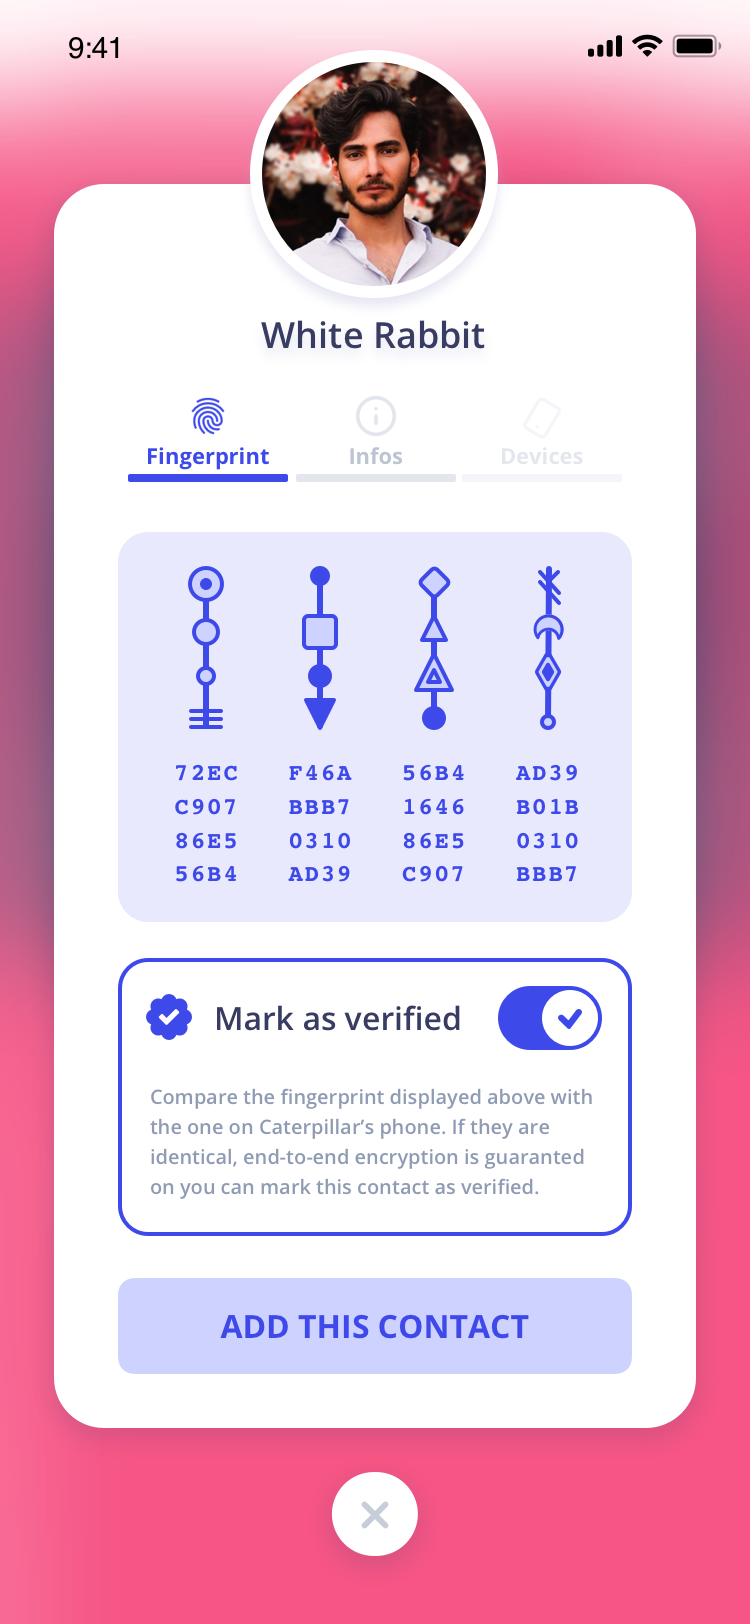 9:41
White Rabbit
Fingerprint Infos Devices
72EC F46A 56B4 AD39
C907 BBB7 1646 B01B
86E5 0310 86E5 0310
56B4 AD39 C907 BBB7
Mark as verified
Compare the fingerprint displayed above with
the one on Caterpillar’s phone. If they are
identical, end-to-end encryption is guaranted
on you can mark this contact as verified.
ADD THIS CONTACT